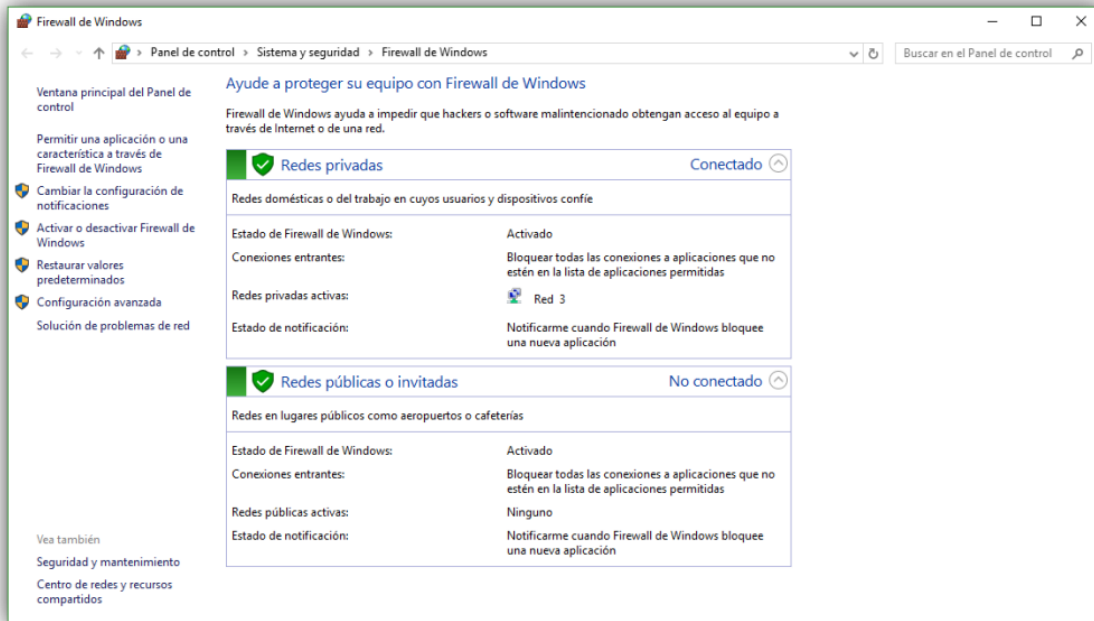 Firewall de Windows
Panel de control > Sistema y seguridad > Firewall de Windows
Buscar en el Panel de control
Ventana principal del Panel de
control
Permitir una aplicación o una
característica a través de
Firewall de Windows
Cambiar la configuración de
notificaciones
Activar o desactivar Firewall de
Windows
Restaurar valores
predeterminados
Configuración avanzada
Solución de problemas de red
Vea también
Seguridad y mantenimiento
Centro de redes y recursos
compartidos
Ayude a proteger su equipo con Firewall de Windows
Firewall de Windows ayuda a impedir que hackers o software malintencionado obtengan acceso al equipo a
través de Internet o de una red.
Redes privadas Conectado
Redes domésticas o del trabajo en cuyos usuarios y dispositivos confíe
Estado de Firewall de Windows: Activado
Conexiones entrantes: Bloquear todas las conexiones a aplicaciones que no
estén en la lista de aplicaciones permitidas
Redes privadas activas: Red 3
Estado de notificación: Notificarme cuando Firewall de Windows bloquee
una nueva aplicación
Redes públicas o invitadas No conectado
Redes en lugares públicos como aeropuertos o cafeterías
Estado de Firewall de Windows: Activado
Conexiones entrantes: Bloquear todas las conexiones a aplicaciones que no
estén en la lista de aplicaciones permitidas
Redes públicas activas: Ninguno
Estado de notificación: Notificarme cuando Firewall de Windows bloquee
una nueva aplicación